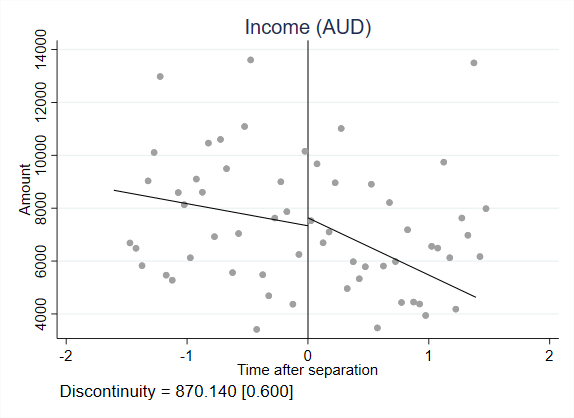 Income (AUD)
14000
12000
10000
8000
6000
4000
Amount
-2 -1 0 1 2
Time after separation
Discontinuity = 870.140 [0.600]